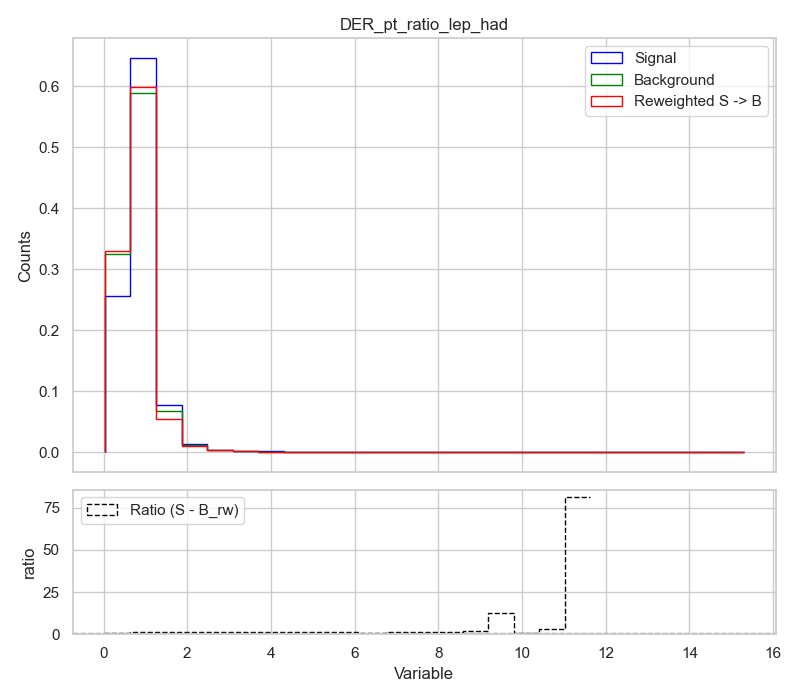 DER_pt_ratio_lep_had
Signal
Background
Reweighted S -> B
Counts
0.6
0.5
0.4
0.3
0.2
0.1
0.0
Ratio (S - B_rw)
ratio
75
50
25
0
0 2 4 6 8 10 12 14 16
Variable